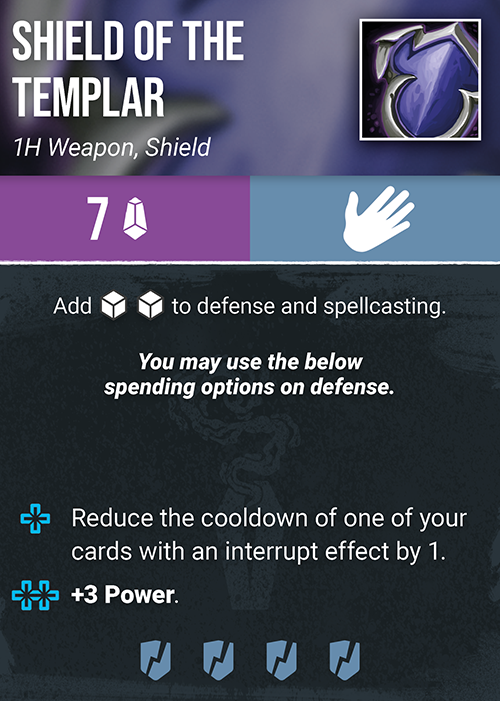 SHIELD OF THE
TEMPLAR
1H Weapon, Shield
7
Add to defense and spellcasting.
You may use the below
spending options on defense.
Reduce the cooldown of one of your
cards with an interrupt effect by 1.
+3 Power.